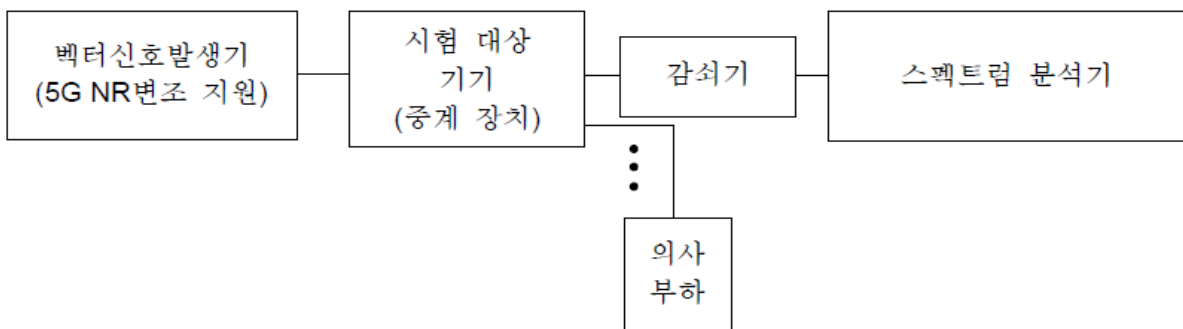 벡터신호발생기
(5G NR변조 지원)
시험 대상
기기
(중계 장치)
감쇠기
스펙트럼 분석기
의사
부하